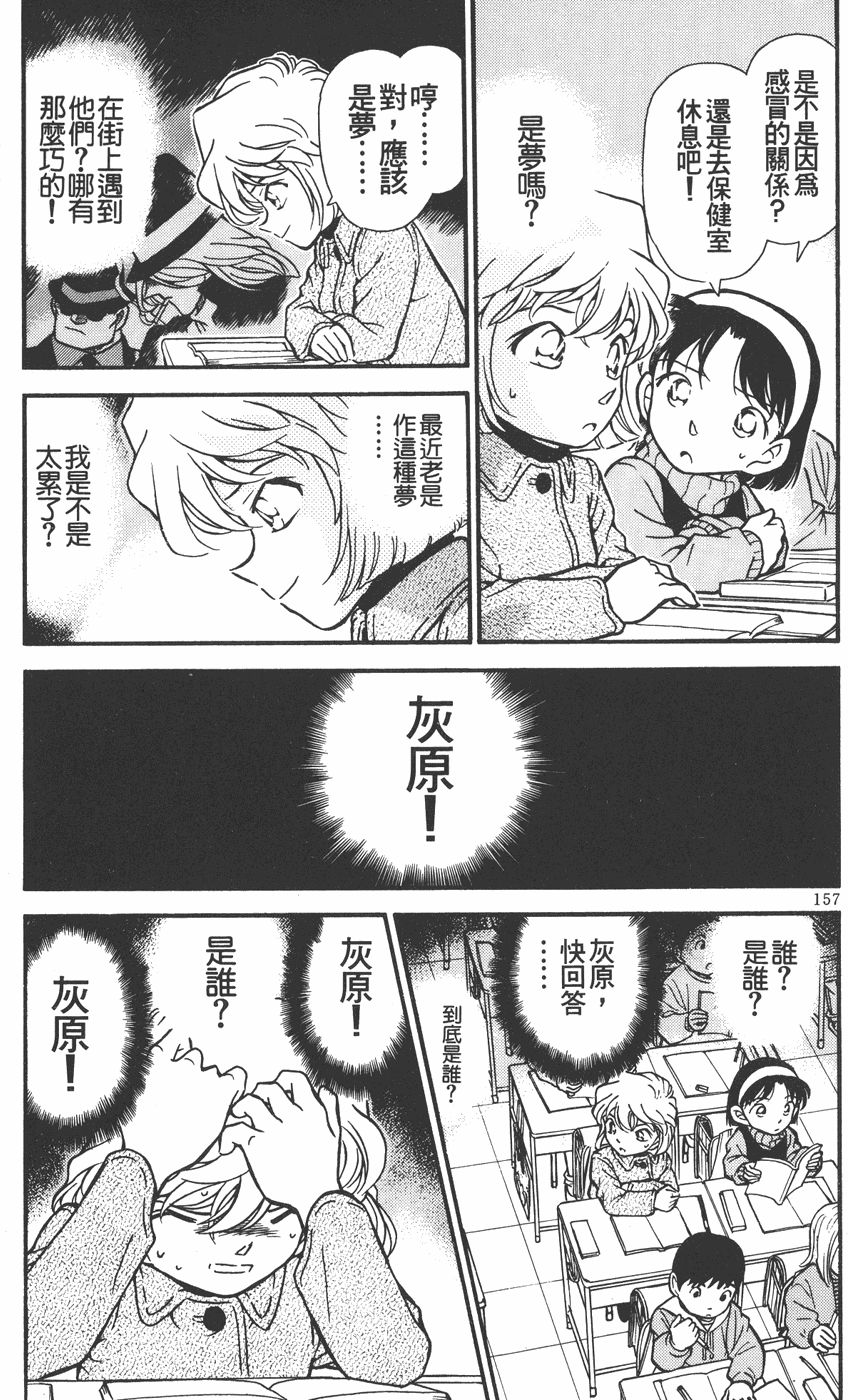 是不是因爲
感冒的關係？
還是去保健室
休息吧！
是夢嗎？
哼……
對，應該
是夢……
在街上遇到
他們？哪有
那麼巧的！
最近老是
作這種夢
……
我是不是
太累了？
灰原！
157
誰？
是誰？
灰原，
快回答
……
到底是誰？
灰原！
是誰？
灰原！